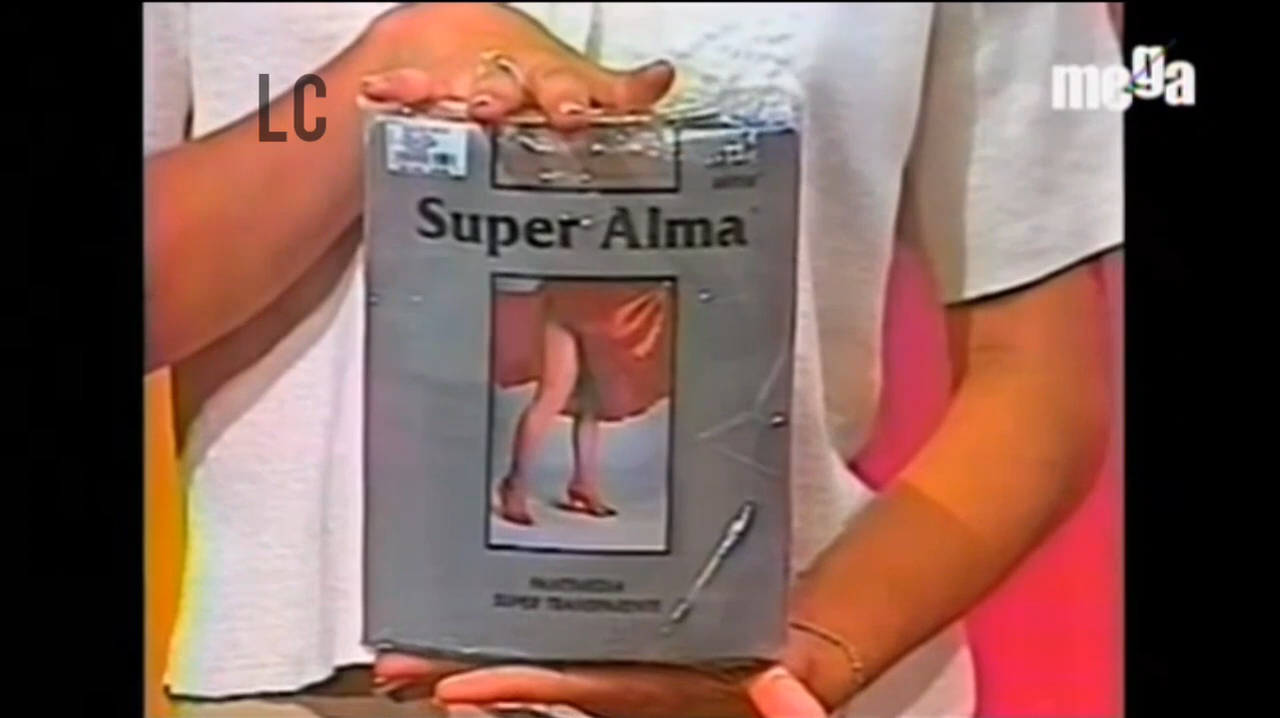 LC
mega
Super Alma
PANTIMEDIA
SUPER TRANSPARENTE